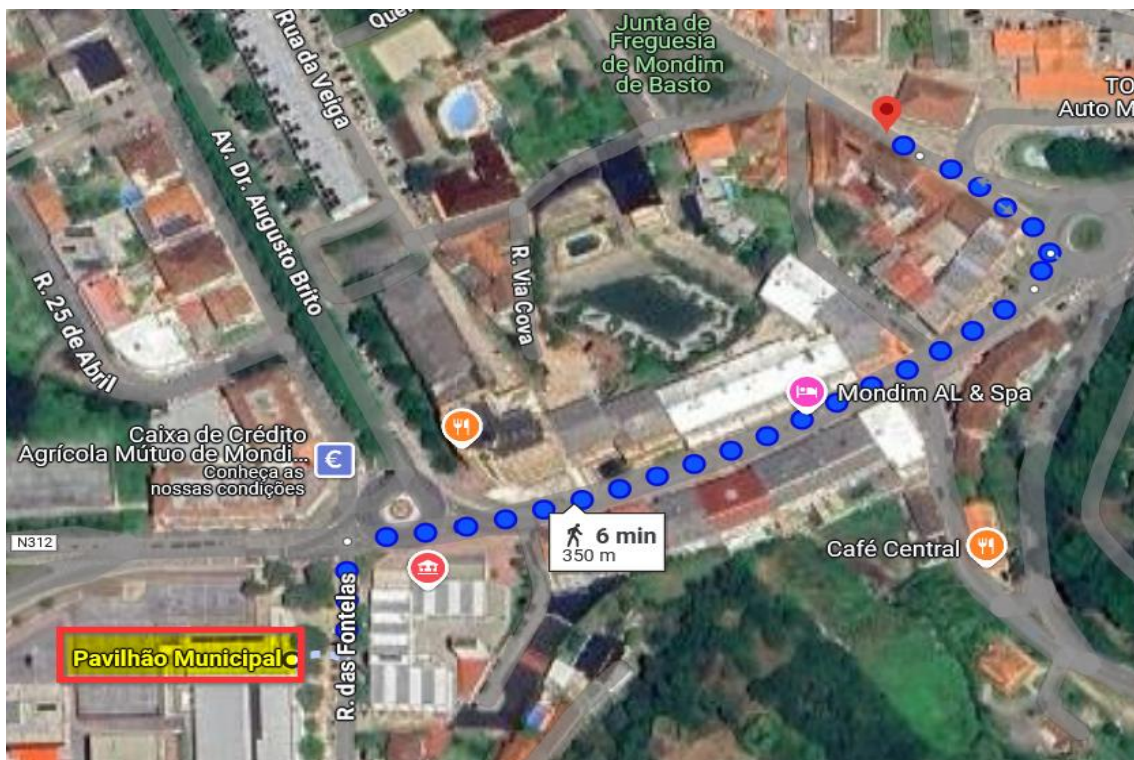 Quei
Rua da Veiga
Junta de
Freguesia
de Mondim
de Basto
TO
Auto M
Av. Dr. Augusto Brito
R. Via Cova
R. 25 de Abril
Mondim AL & Spa
Caixa de Crédito
Agrícola Mútuo de Mondi...
Conheça as
nossas condições
€
N312
6 min
350 m
Café Central
Pavilhão Municipal
R. das Fontelas